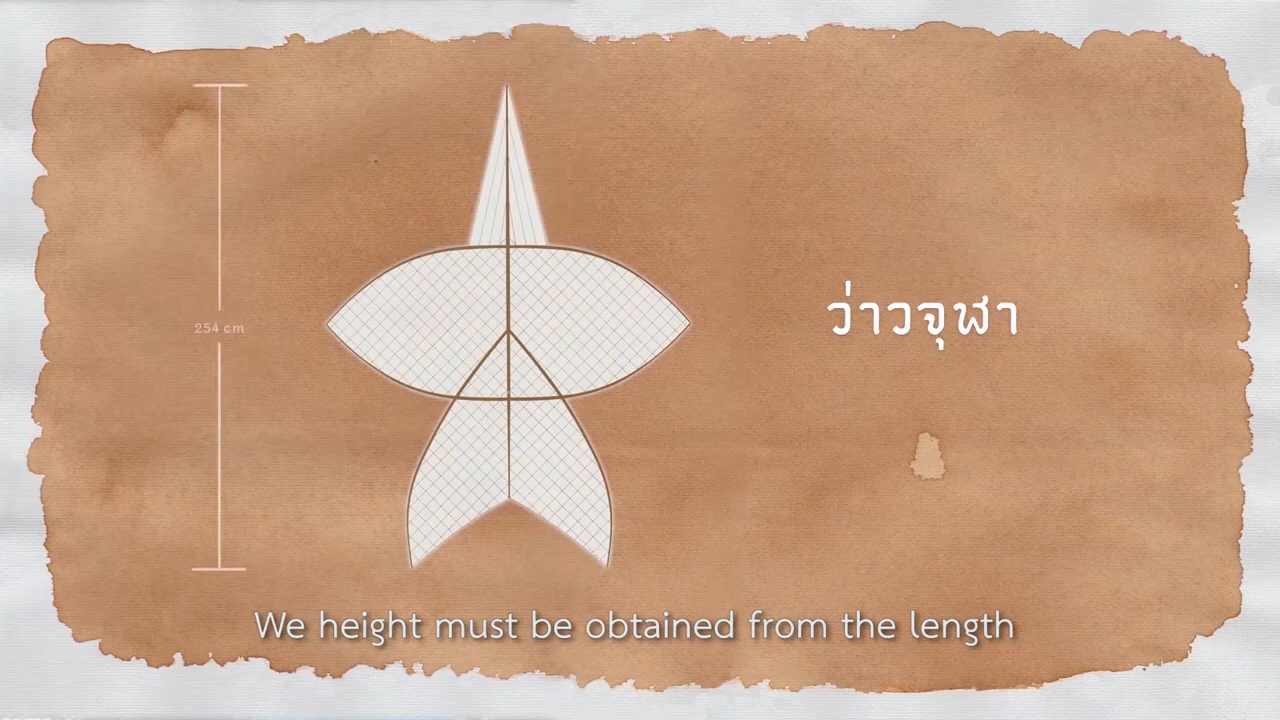 254 cm
ว่าวจุฬา
We height must be obtained from the length